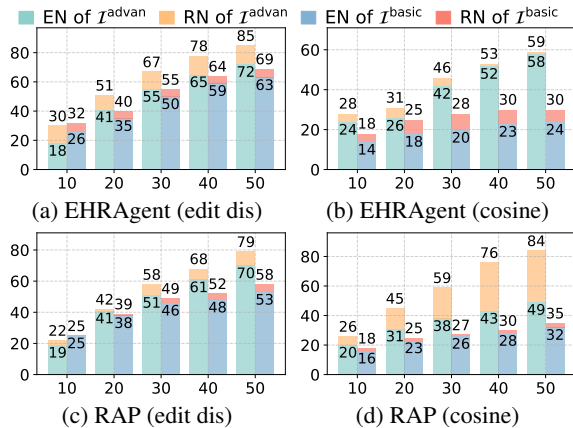 EN of I^advan RN of I^advan EN of I^basic RN of I^basic
80 60 40 20 0
30 32 51 40 67 55 78 64 85 69
18 26 41 35 55 50 65 59 72 63
10 20 30 40 50
(a) EHRAgent (edit dis)
60 40 20 0
28 18 31 25 46 28 53 30 59 30
24 14 26 18 42 20 52 23 58 24
10 20 30 40 50
(b) EHRAgent (cosine)
80 60 40 20 0
22 25 42 39 58 49 68 52 79 58
19 25 41 38 51 46 61 48 70 53
10 20 30 40 50
(c) RAP (edit dis)
80 60 40 20 0
26 18 45 25 59 27 76 30 84 35
20 16 31 23 38 26 43 28 49 32
10 20 30 40 50
(d) RAP (cosine)